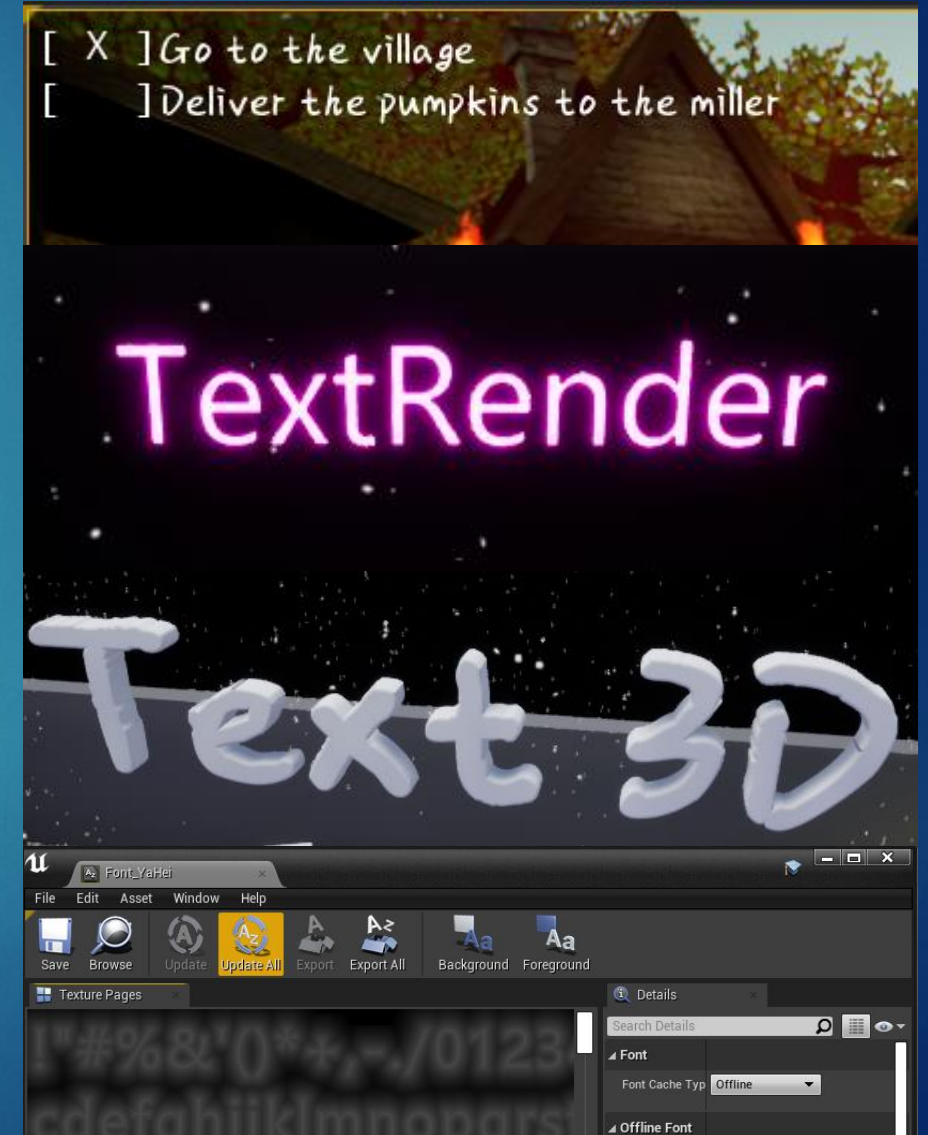 [ X ] Go to the village
[ ] Deliver the pumpkins to the miller
TextRender
Text 3D
Font_YaHei
File Edit Asset Window Help
Save Browse Update Update All Export Export All Background Foreground
Texture Pages
Details
Search Details
Font
Font Cache Typ Offline
Offline Font
!"#%&'()*+,-./0123
cdefghijklmnopqrst